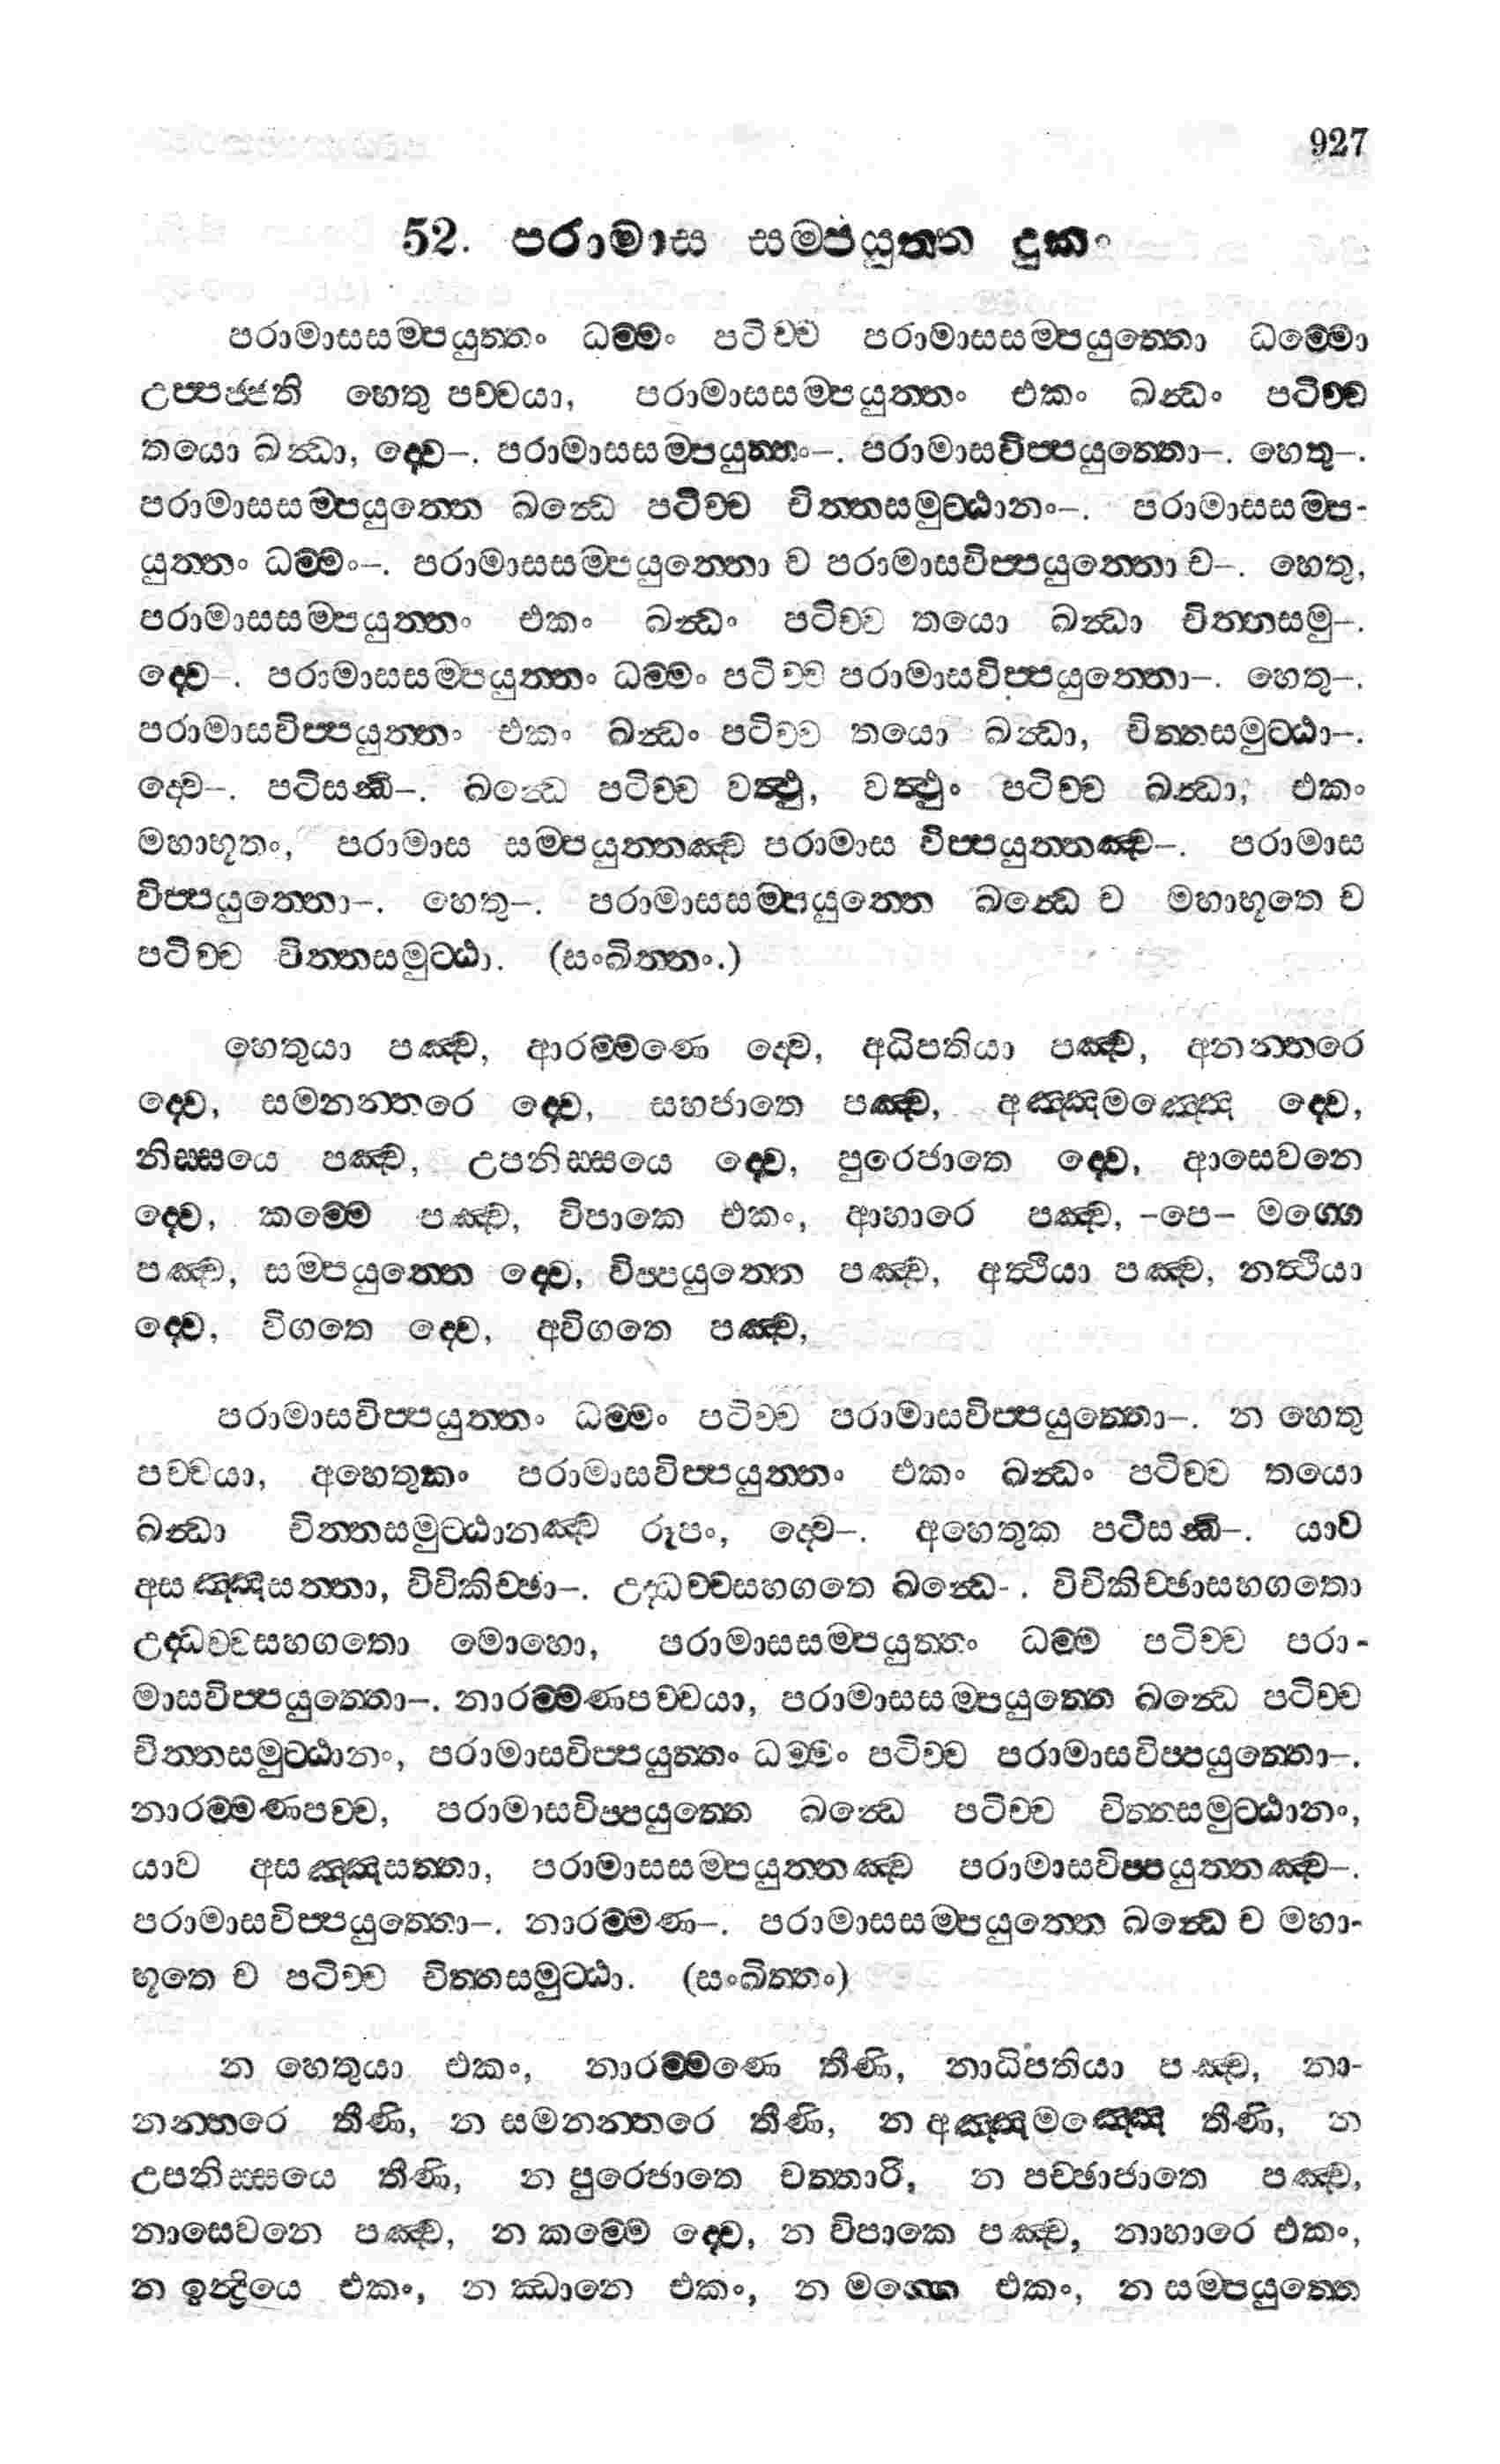 927
52. පරාමාස සම්පයුත්ත දුකං
පරාමාසසම්පයුත්තං ධම්මං පටිච්ච පරාමාසසම්පයුත්තො ධම්මො
උප්පජ්ජති හෙතු පච්චයා, පරාමාසසම්පයුත්තං එකං ඛන්ධං පටිච්ච
තයො ඛන්ධා, ද්වෙ–. පරාමාසසම්පයුත්තං–. පරාමාසවිප්පයුත්තො–. හෙතු–.
පරාමාසසම්පයුත්තෙ ඛන්ධෙ පටිච්ච චිත්තසමුට්ඨානං–. පරාමාසසම්ප-
යුත්තං ධම්මං–. පරාමාසසම්පයුත්තො ච පරාමාසවිප්පයුත්තො ච–. හෙතු,
පරාමාසසම්පයුත්තං එකං ඛන්ධං පටිච්ච තයො ඛන්ධා චිත්තසමු–.
ද්වෙ–. පරාමාසසම්පයුත්තං ධම්මං පටිච්ච පරාමාසවිප්පයුත්තො–. හෙතු–.
පරාමාසවිප්පයුත්තං එකං ඛන්ධං පටිච්ච තයො ඛන්ධා, චිත්තසමුට්ඨා–.
ද්වෙ–. පටිසන්ධි–. ඛන්ධෙ පටිච්ච වත්ථු, වත්ථුං පටිච්ච ඛන්ධා, එකං
මහාභූතං, පරාමාස සම්පයුත්තඤ්ච පරාමාස විප්පයුත්තඤ්ච–. පරාමාස
විප්පයුත්තො–. හෙතු–. පරාමාසසම්පයුත්තෙ ඛන්ධෙ ච මහාභූතෙ ච
පටිච්ච චිත්තසමුට්ඨා. (සංඛිත්තං.)
හෙතුයා පඤ්ච, ආරම්මණෙ ද්වෙ, අධිපතියා පඤ්ච, අනන්තරෙ
ද්වෙ, සමනන්තරෙ ද්වෙ, සහජාතෙ පඤ්ච, අඤ්ඤමඤ්ඤෙ ද්වෙ,
නිස්සයෙ පඤ්ච, උපනිස්සයෙ ද්වෙ, පුරෙජාතෙ ද්වෙ, ආසෙවනෙ
ද්වෙ, කම්මෙ පඤ්ච, විපාකෙ එකං, ආහාරෙ පඤ්ච, –පෙ– මග්ගෙ
පඤ්ච, සම්පයුත්තෙ ද්වෙ, විප්පයුත්තෙ පඤ්ච, අත්ථියා පඤ්ච, නත්ථියා
ද්වෙ, විගතෙ ද්වෙ, අවිගතෙ පඤ්ච,
පරාමාසවිප්පයුත්තං ධම්මං පටිච්ච පරාමාසවිප්පයුත්තො–. න හෙතු
පච්චයා, අහෙතුකං පරාමාසවිප්පයුත්තං එකං ඛන්ධං පටිච්ච තයො
ඛන්ධා චිත්තසමුට්ඨානඤ්ච රූපං, ද්වෙ–. අහෙතුක පටිසන්ධි–. යාව
අසඤ්ඤසත්තා, විචිකිච්ඡා–. උද්ධච්චසහගතෙ ඛන්ධෙ–. විචිකිච්ඡාසහගතො
උද්ධච්චසහගතො මොහො, පරාමාසසම්පයුත්තං ධම්ම පටිච්ච පරා-
මාසවිප්පයුත්තො–. නාරම්මණපච්චයා, පරාමාසසම්පයුත්තෙ ඛන්ධෙ පටිච්ච
චිත්තසමුට්ඨානං, පරාමාසවිප්පයුත්තං ධම්මං පටිච්ච පරාමාසවිප්පයුත්තො–.
නාරම්මණපච්ච, පරාමාසවිප්පයුත්තෙ ඛන්ධෙ පටිච්ච චිත්තසමුට්ඨානං,
යාව අසඤ්ඤසත්තා, පරාමාසසම්පයුත්තඤ්ච පරාමාසවිප්පයුත්තඤ්ච–.
පරාමාසවිප්පයුත්තො–. නාරම්මණ–. පරාමාසසම්පයුත්තෙ ඛන්ධෙ ච මහා-
භූතෙ ච පටිච්ච චිත්තසමුට්ඨා. (සංඛිත්තං)
න හෙතුයා එකං, නාරම්මණෙ තීණි, නාධිපතියා පඤ්ච, නා-
නන්තරෙ තීණි, න සමනන්තරෙ තීණි, න අඤ්ඤමඤ්ඤෙ තීණි, න
උපනිස්සයෙ තීණි, න පුරෙජාතෙ චත්තාරි, න පච්ඡාජාතෙ පඤ්ච,
නාසෙවනෙ පඤ්ච, න කම්මෙ ද්වෙ, න විපාකෙ පඤ්ච, නාහාරෙ එකං,
න ඉන්ද්‍රියෙ එකං, න ඣානෙ එකං, න මග්ගෙ එකං, න සම්පයුත්තෙ